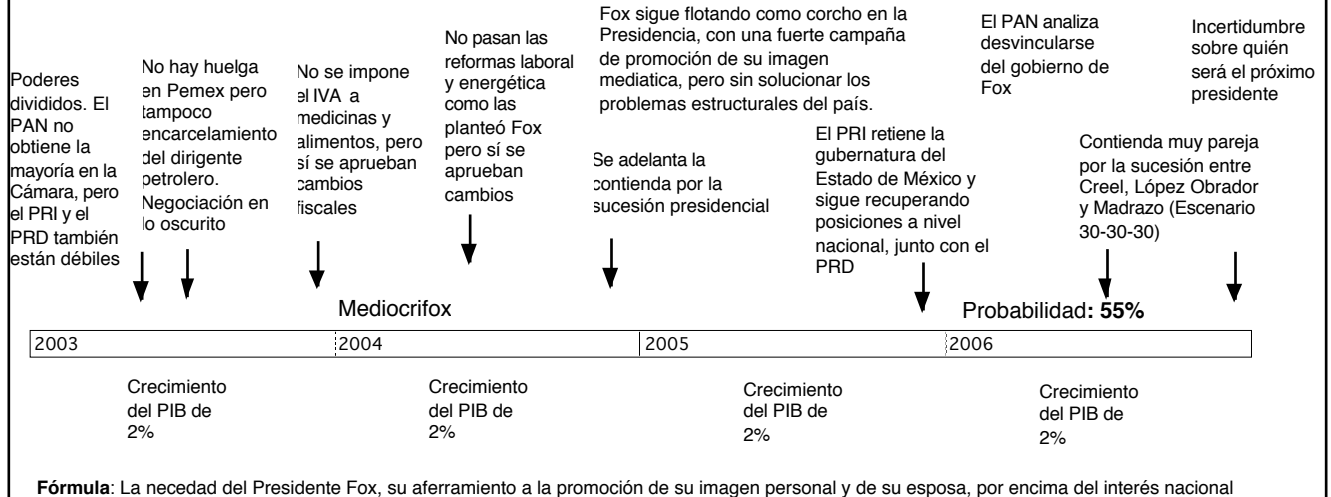 Poderes
divididos. El
PAN no
obtiene la
mayoría en la
Cámara, pero
el PRI y el
PRD también
están débiles
No hay huelga
en Pemex pero
tampoco
encarcelamiento
del dirigente
petrolero.
Negociación en
lo oscurito
No se impone
el IVA a
medicinas y
alimentos, pero
sí se aprueban
cambios
fiscales
No pasan las
reformas laboral
y energética
como las
planteó Fox
pero sí se
aprueban
cambios
Fox sigue flotando como corcho en la
Presidencia, con una fuerte campaña
de promoción de su imagen
mediatica, pero sin solucionar los
problemas estructurales del país.
Se adelanta la
contienda por la
sucesión presidencial
El PRI retiene la
gubernatura del
Estado de México y
sigue recuperando
posiciones a nivel
nacional, junto con el
PRD
El PAN analiza
desvincularse
del gobierno de
Fox
Contienda muy pareja
por la sucesión entre
Creel, López Obrador
y Madrazo (Escenario
30-30-30)
Incertidumbre
sobre quién
será el próximo
presidente
Mediocrifox
Probabilidad: 55%
2003 2004 2005 2006
Crecimiento
del PIB de
2%
Crecimiento
del PIB de
2%
Crecimiento
del PIB de
2%
Crecimiento
del PIB de
2%
Fórmula: La necedad del Presidente Fox, su aferramiento a la promoción de su imagen personal y de su esposa, por encima del interés nacional